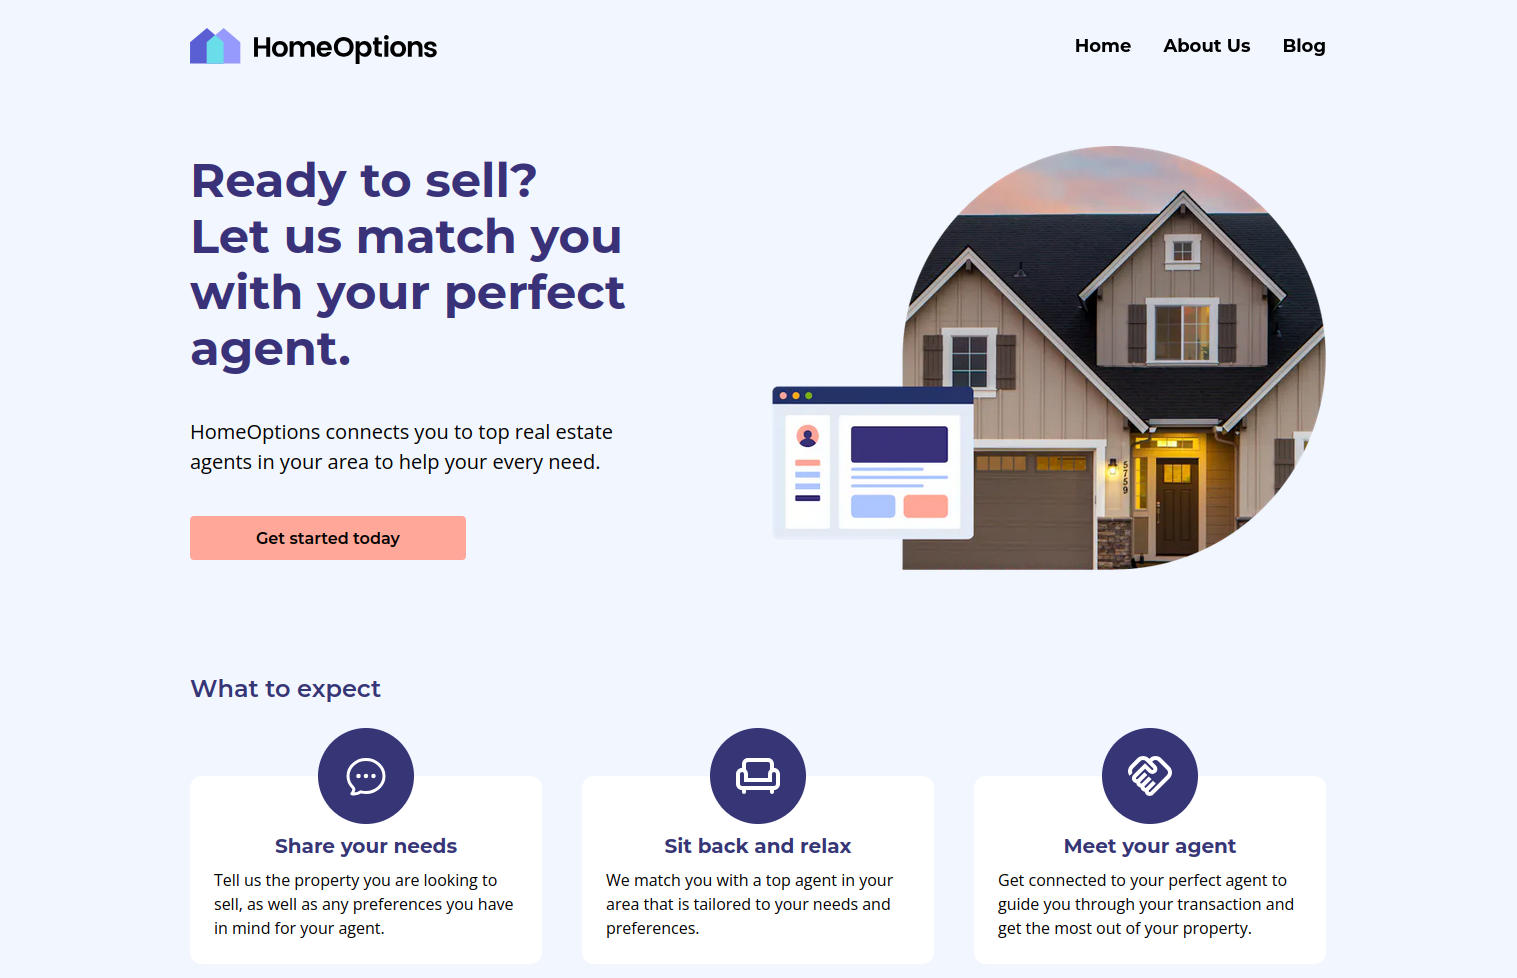 HomeOptions
Home About Us Blog
Ready to sell?
Let us match you
with your perfect
agent.
HomeOptions connects you to top real estate
agents in your area to help your every need.
Get started today
5759
What to expect
Share your needs
Tell us the property you are looking to
sell, as well as any preferences you have
in mind for your agent.
Sit back and relax
We match you with a top agent in your
area that is tailored to your needs and
preferences.
Meet your agent
Get connected to your perfect agent to
guide you through your transaction and
get the most out of your property.